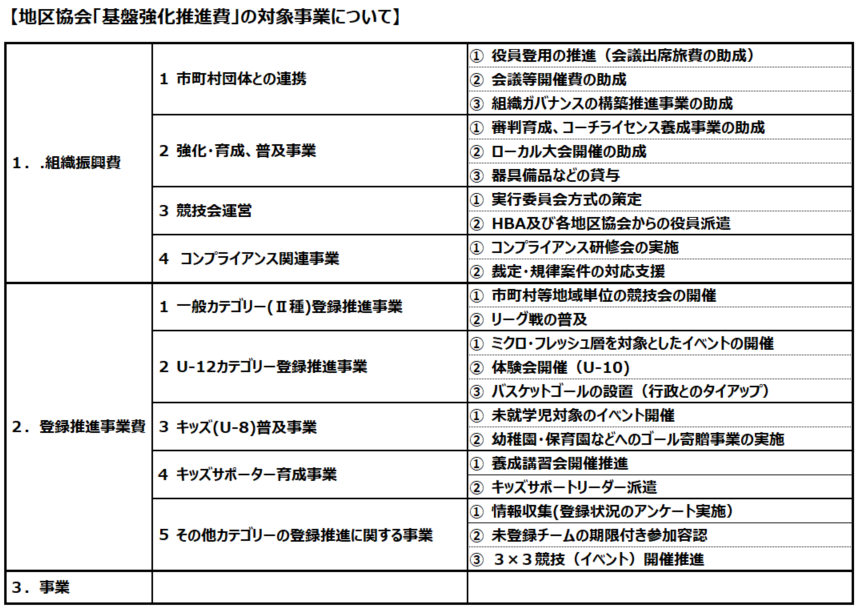 【地区協会「基盤強化推進費」の対象事業について】
1．.組織振興費
1 市町村団体との連携
① 役員登用の推進（会議出席旅費の助成）
② 会議等開催費の助成
③ 組織ガバナンスの構築推進事業の助成
2 強化・育成、普及事業
① 審判育成、コーチライセンス養成事業の助成
② ローカル大会開催の助成
③ 器具備品などの貸与
3 競技会運営
① 実行委員会方式の策定
② HBA及び各地区協会からの役員派遣
4 コンプライアンス関連事業
① コンプライアンス研修会の実施
② 裁定・規律案件の対応支援
2．登録推進事業費
1 一般カテゴリー(Ⅱ種)登録推進事業
① 市町村等地域単位の競技会の開催
② リーグ戦の普及
2 U-12カテゴリー登録推進事業
① ミクロ・フレッシュ層を対象としたイベントの開催
② 体験会開催（U-10)
③ バスケットゴールの設置（行政とのタイアップ）
3 キッズ(U-8)普及事業
① 未就学児対象のイベント開催
② 幼稚園・保育園などへのゴール寄贈事業の実施
4 キッズサポーター育成事業
① 養成講習会開催推進
② キッズサポートリーダー派遣
5 その他カテゴリーの登録推進に関する事業
① 情報収集(登録状況のアンケート実施）
② 未登録チームの期限付き参加容認
③ ３×３競技（イベント）開催推進
3．事業